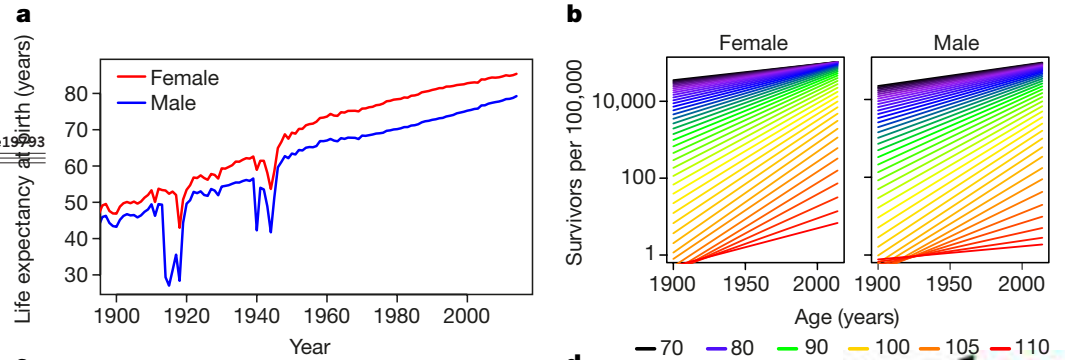 a
Life expectancy at birth (years)
Female
Male
80
70
60
50
40
30
1900 1920 1940 1960 1980 2000
Year
b
Female Male
Survivors per 100,000
10,000
100
1
1900 1950 2000 1900 1950 2000
Age (years)
70 80 90 100 105 110